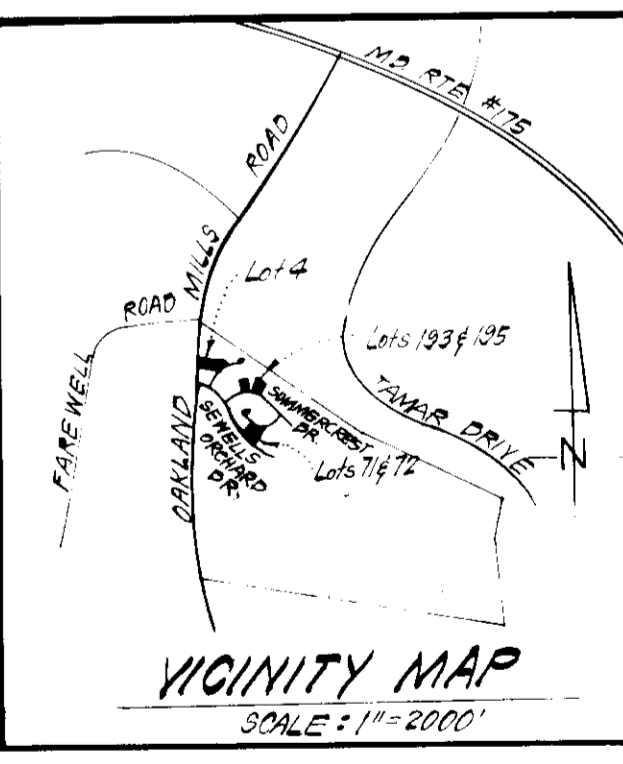 MD. RTE #175
ROAD
MILLS
OAKLAND
Lot 4
ROAD
FAREWELL
Lots 193 & 195
TAMAR DRIVE
SUMMERCREST
DR.
SEWELLS
ORCHARD
DR.
Lots 71 & 72
N
VICINITY MAP
SCALE: 1"=2000'